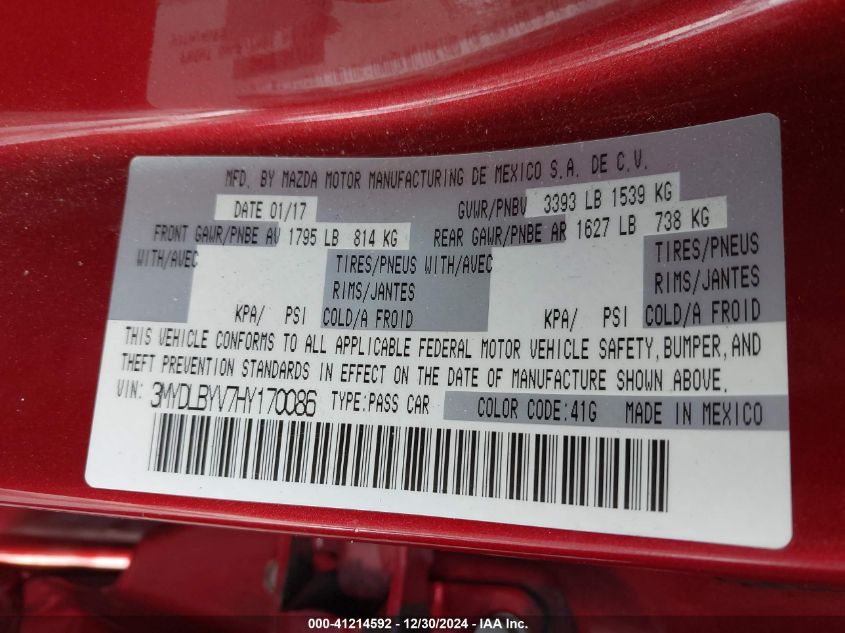 MFD. BY MAZDA MOTOR MANUFACTURING DE MEXICO S.A. DE C.V.
DATE 01/17 GVWR/PNBV 3393 LB 1539 KG
FRONT GAWR/PNBE AV 1795 LB 814 KG REAR GAWR/PNBE AR 1627 LB 738 KG
WITH/AVEC TIRES/PNEUS WITH/AVEC TIRES/PNEUS
RIMS/JANTES RIMS/JANTES
KPA/ PSI COLD/A FROID KPA/ PSI COLD/A FROID
THIS VEHICLE CONFORMS TO ALL APPLICABLE FEDERAL MOTOR VEHICLE SAFETY, BUMPER, AND
THEFT PREVENTION STANDARDS IN EFFECT ON THE DATE OF MANUFACTURE SHOWN ABOVE.
VIN: 3MYDLBYV7HY170086 TYPE:PASS CAR COLOR CODE:41G MADE IN MEXICO
000-41214592 - 12/30/2024 - IAA Inc.